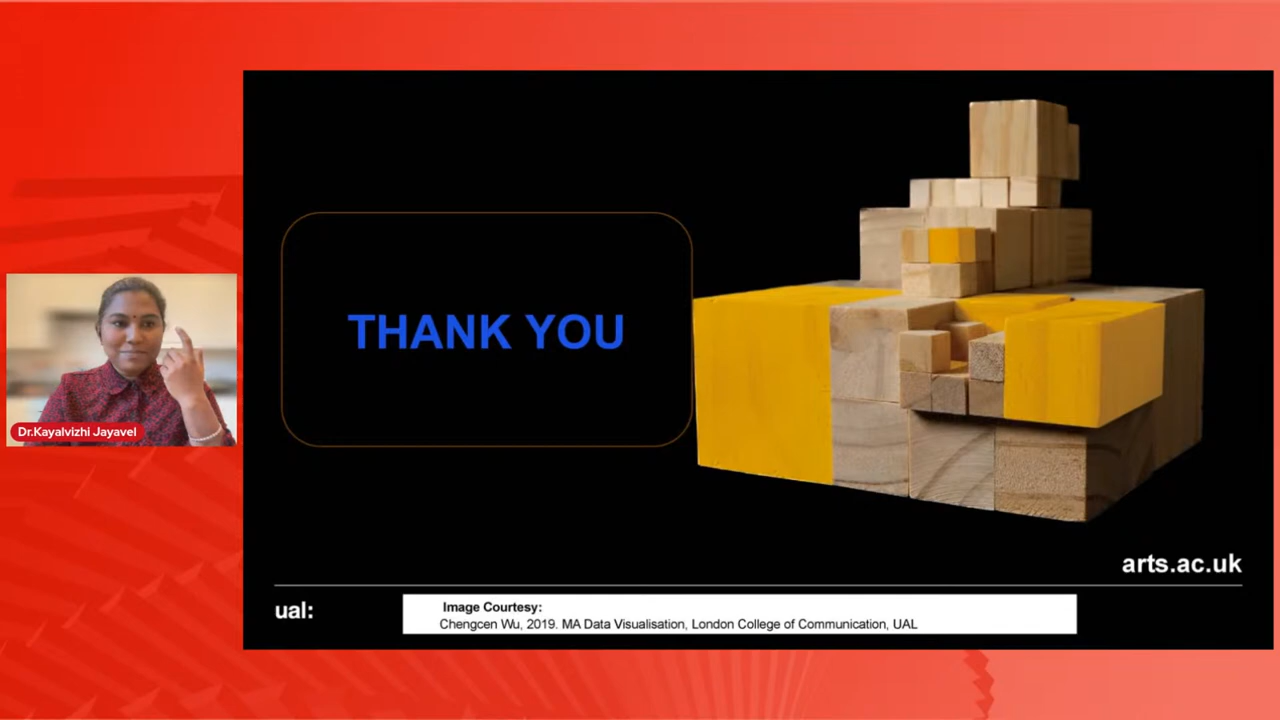 THANK YOU
Dr.Kayalvizhi Jayavel
arts.ac.uk
ual:
Image Courtesy:
Chengcen Wu, 2019. MA Data Visualisation, London College of Communication, UAL